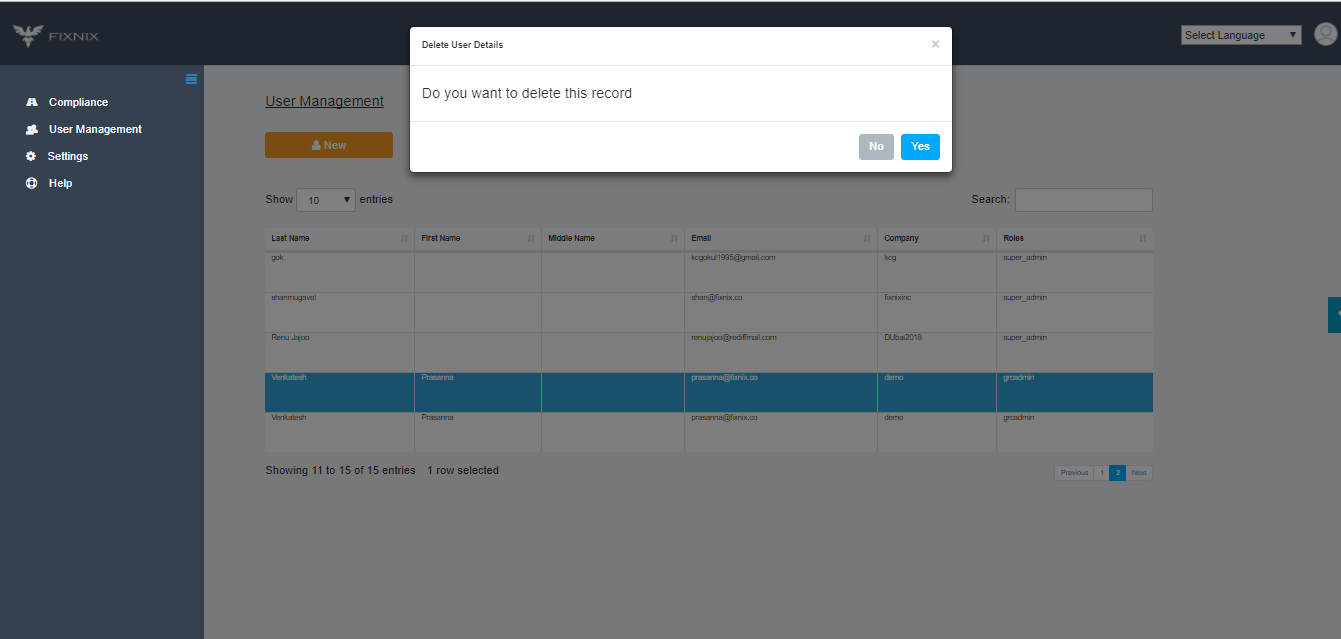 FIXNIX
Select Language
Delete User Details
×
Do you want to delete this record
No
Yes
Compliance
User Management
Settings
Help
User Management
New
Show 10 entries
Search:
Last Name First Name Middle Name Email Company Roles
gok kcgokul1995@gmail.com kcg super_admin
shanmugavel shan@fixnix.co fixnixinc super_admin
Renu Jajoo renujajoo@rediffmail.com DUbai2018 super_admin
Venkatesh Prasanna prasanna@fixnix.co demo grcadmin
Venkatesh Prasanna prasanna@fixnix.co demo grcadmin
Showing 11 to 15 of 15 entries 1 row selected
Previous 1 2 Next